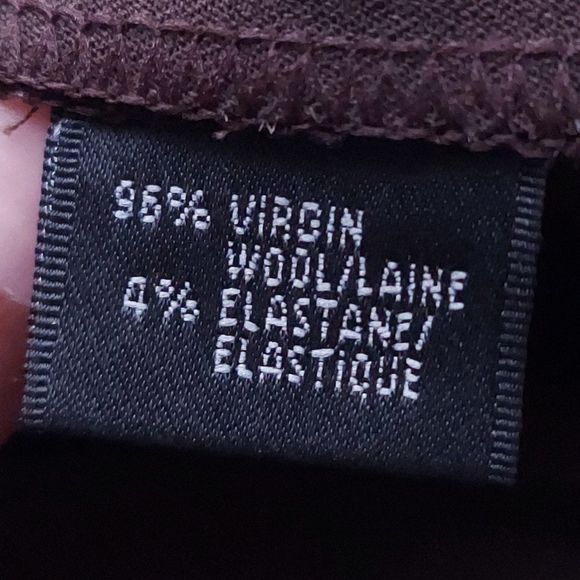 96% VIRGIN
WOOL/LAINE
4% ELASTANE/
ELASTIQUE